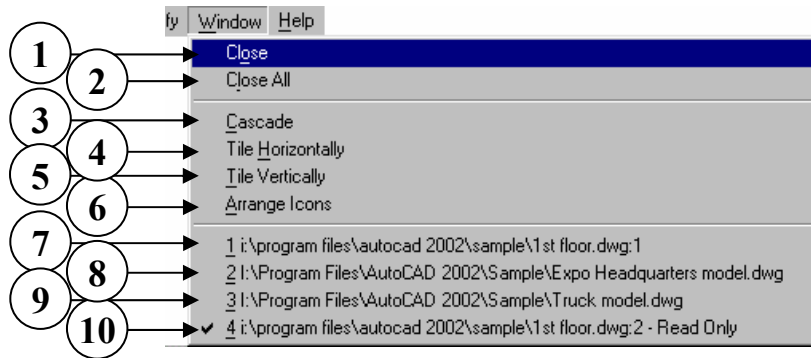 fy Window Help
1 Close
2 Close All
3 Cascade
4 Tile Horizontally
5 Tile Vertically
6 Arrange Icons
7 1 i:\program files\autocad 2002\sample\1st floor.dwg:1
8 2 I:\Program Files\AutoCAD 2002\Sample\Expo Headquarters model.dwg
9 3 I:\Program Files\AutoCAD 2002\Sample\Truck model.dwg
10 ✔ 4 i:\program files\autocad 2002\sample\1st floor.dwg:2 - Read Only